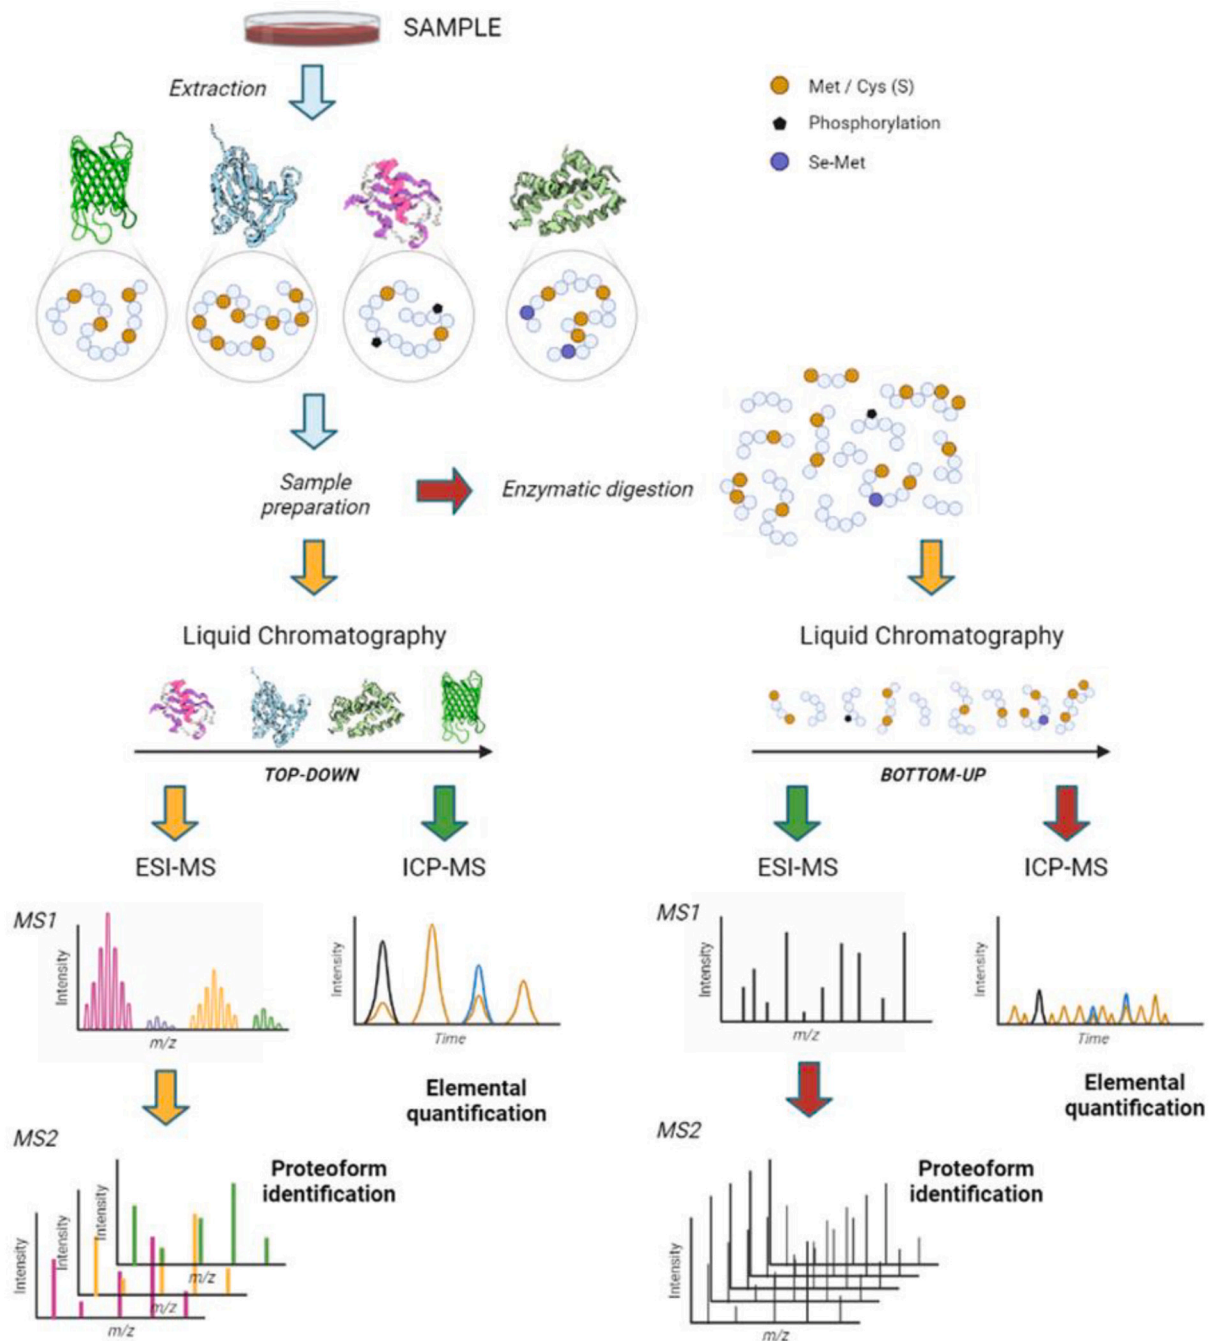 SAMPLE
Extraction
Met / Cys (S)
Phosphorylation
Se-Met
Sample
preparation
Enzymatic digestion
Liquid Chromatography
TOP-DOWN
ESI-MS
ICP-MS
MS1
Intensity
m/z
Intensity
Time
Elemental
quantification
MS2
Proteoform
identification
Intensity
m/z
Intensity
m/z
Intensity
m/z
Liquid Chromatography
BOTTOM-UP
ESI-MS
ICP-MS
MS1
Intensity
m/z
Intensity
Time
Elemental
quantification
MS2
Proteoform
identification
Intensity
m/z